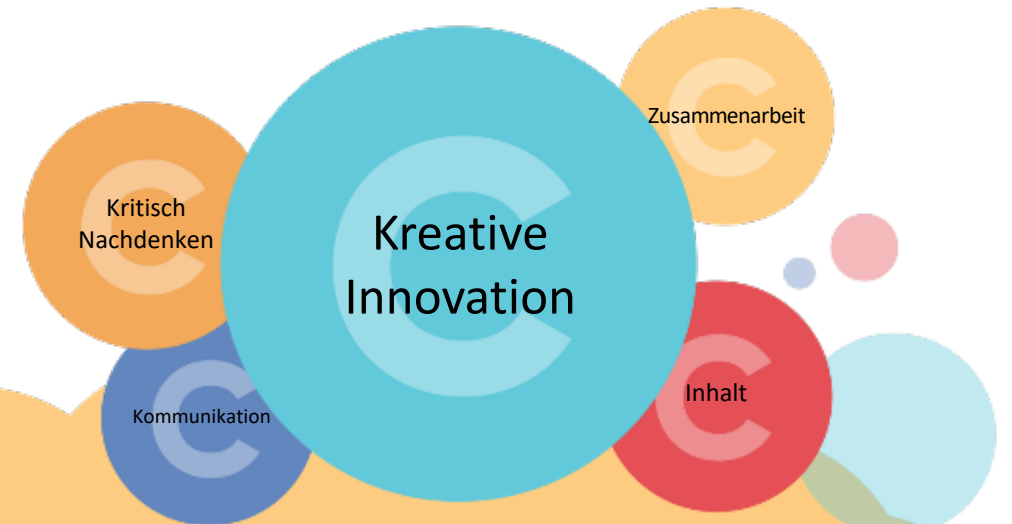 Zusammenarbeit
Kritisch
Nachdenken
Kreative
Innovation
Inhalt
Kommunikation
C
C
C
C
C